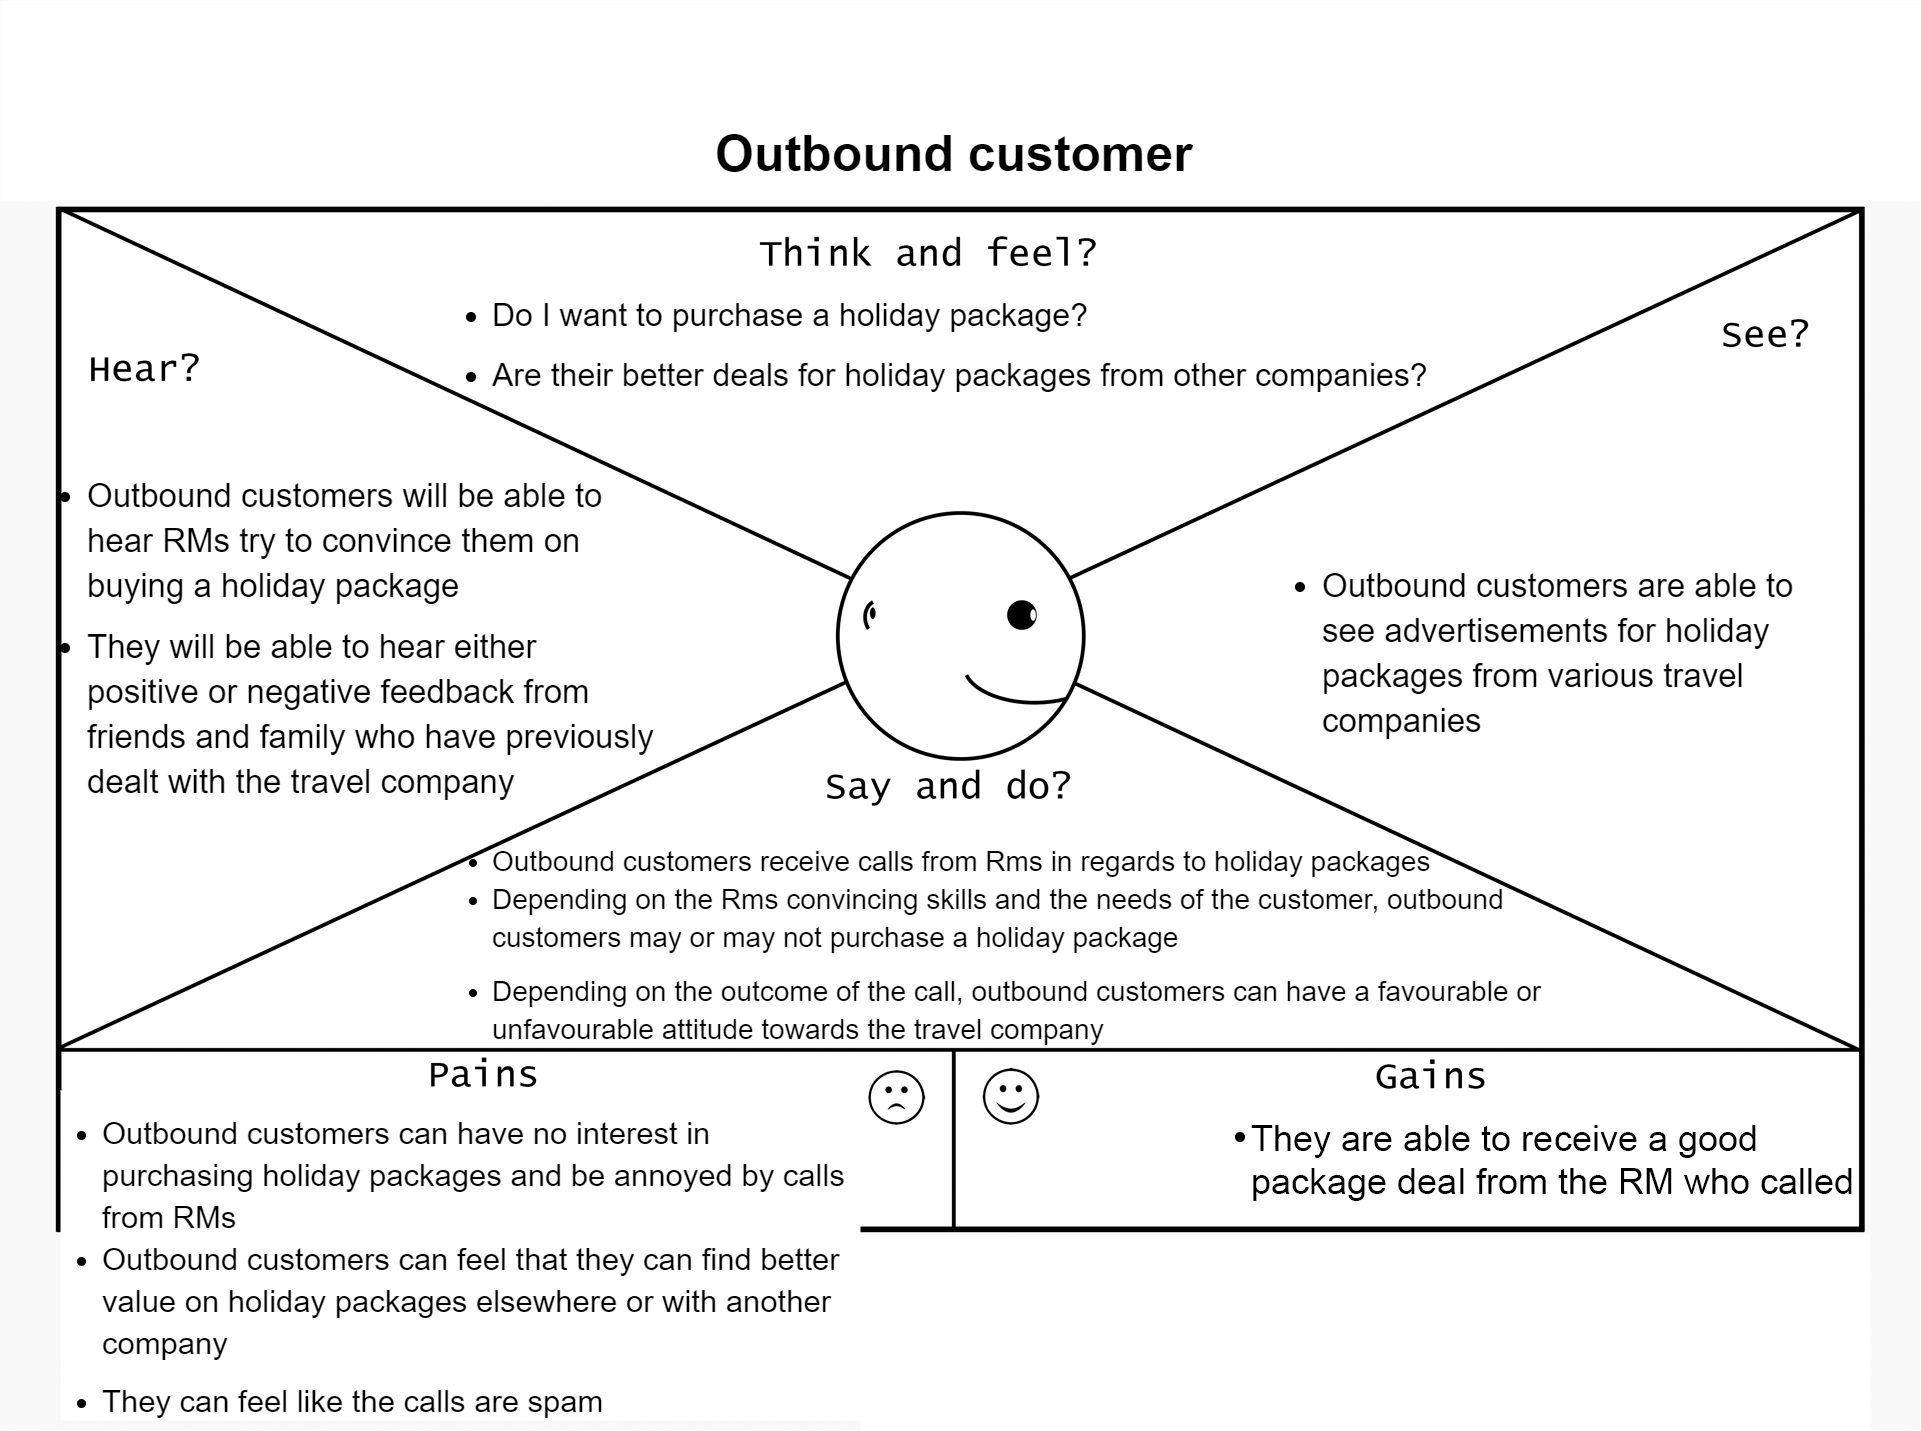 Outbound customer
Think and feel?
• Do I want to purchase a holiday package?
• Are their better deals for holiday packages from other companies?
Hear?
• Outbound customers will be able to
hear RMs try to convince them on
buying a holiday package
• They will be able to hear either
positive or negative feedback from
friends and family who have previously
dealt with the travel company
See?
• Outbound customers are able to
see advertisements for holiday
packages from various travel
companies
Say and do?
• Outbound customers receive calls from Rms in regards to holiday packages
• Depending on the Rms convincing skills and the needs of the customer, outbound
customers may or may not purchase a holiday package
• Depending on the outcome of the call, outbound customers can have a favourable or
unfavourable attitude towards the travel company
Pains
• Outbound customers can have no interest in
purchasing holiday packages and be annoyed by calls
from RMs
• Outbound customers can feel that they can find better
value on holiday packages elsewhere or with another
company
• They can feel like the calls are spam
Gains
• They are able to receive a good
package deal from the RM who called